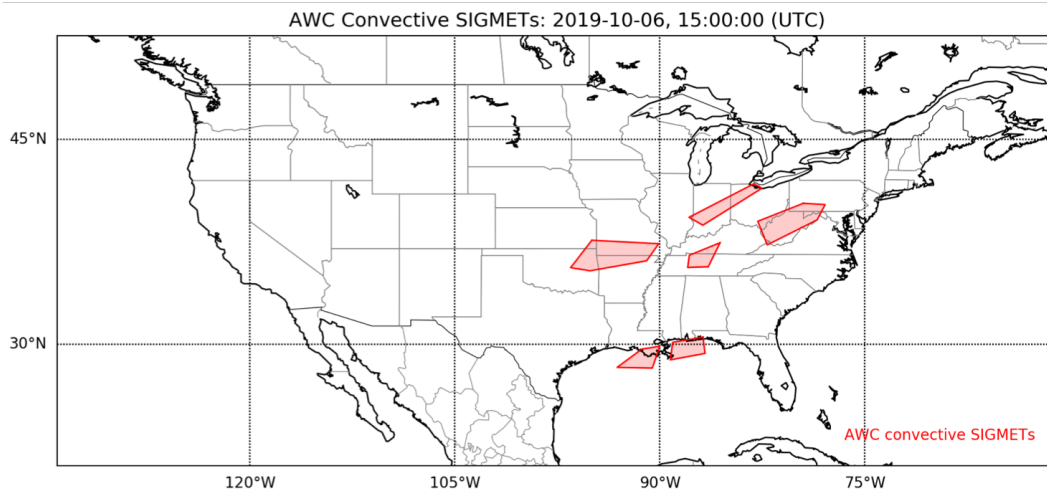 AWC Convective SIGMETs: 2019-10-06, 15:00:00 (UTC)
45°N
30°N
AWC convective SIGMETs
120°W
105°W
90°W
75°W